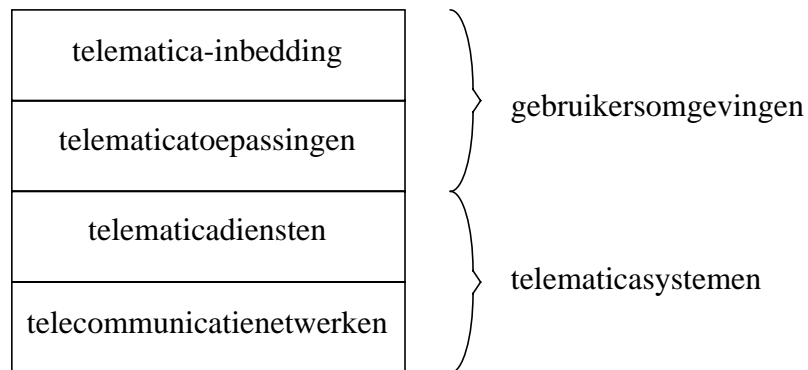 telematica-inbedding
telematicatoepassingen
gebruikersomgevingen
telematicadiensten
telecommunicatienetwerken
telematicasystemen